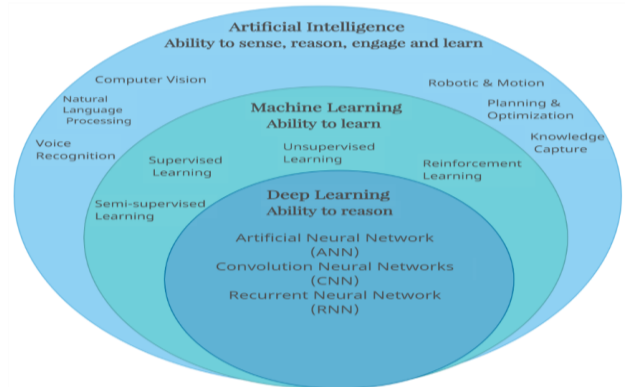 Artificial Intelligence
Ability to sense, reason, engage and learn
Computer Vision
Natural
Language
Processing
Voice
Recognition
Robotic & Motion
Planning &
Optimization
Knowledge
Capture
Machine Learning
Ability to learn
Supervised
Learning
Unsupervised
Learning
Reinforcement
Learning
Semi-supervised
Learning
Deep Learning
Ability to reason
Artificial Neural Network
(ANN)
Convolution Neural Networks
(CNN)
Recurrent Neural Network
(RNN)